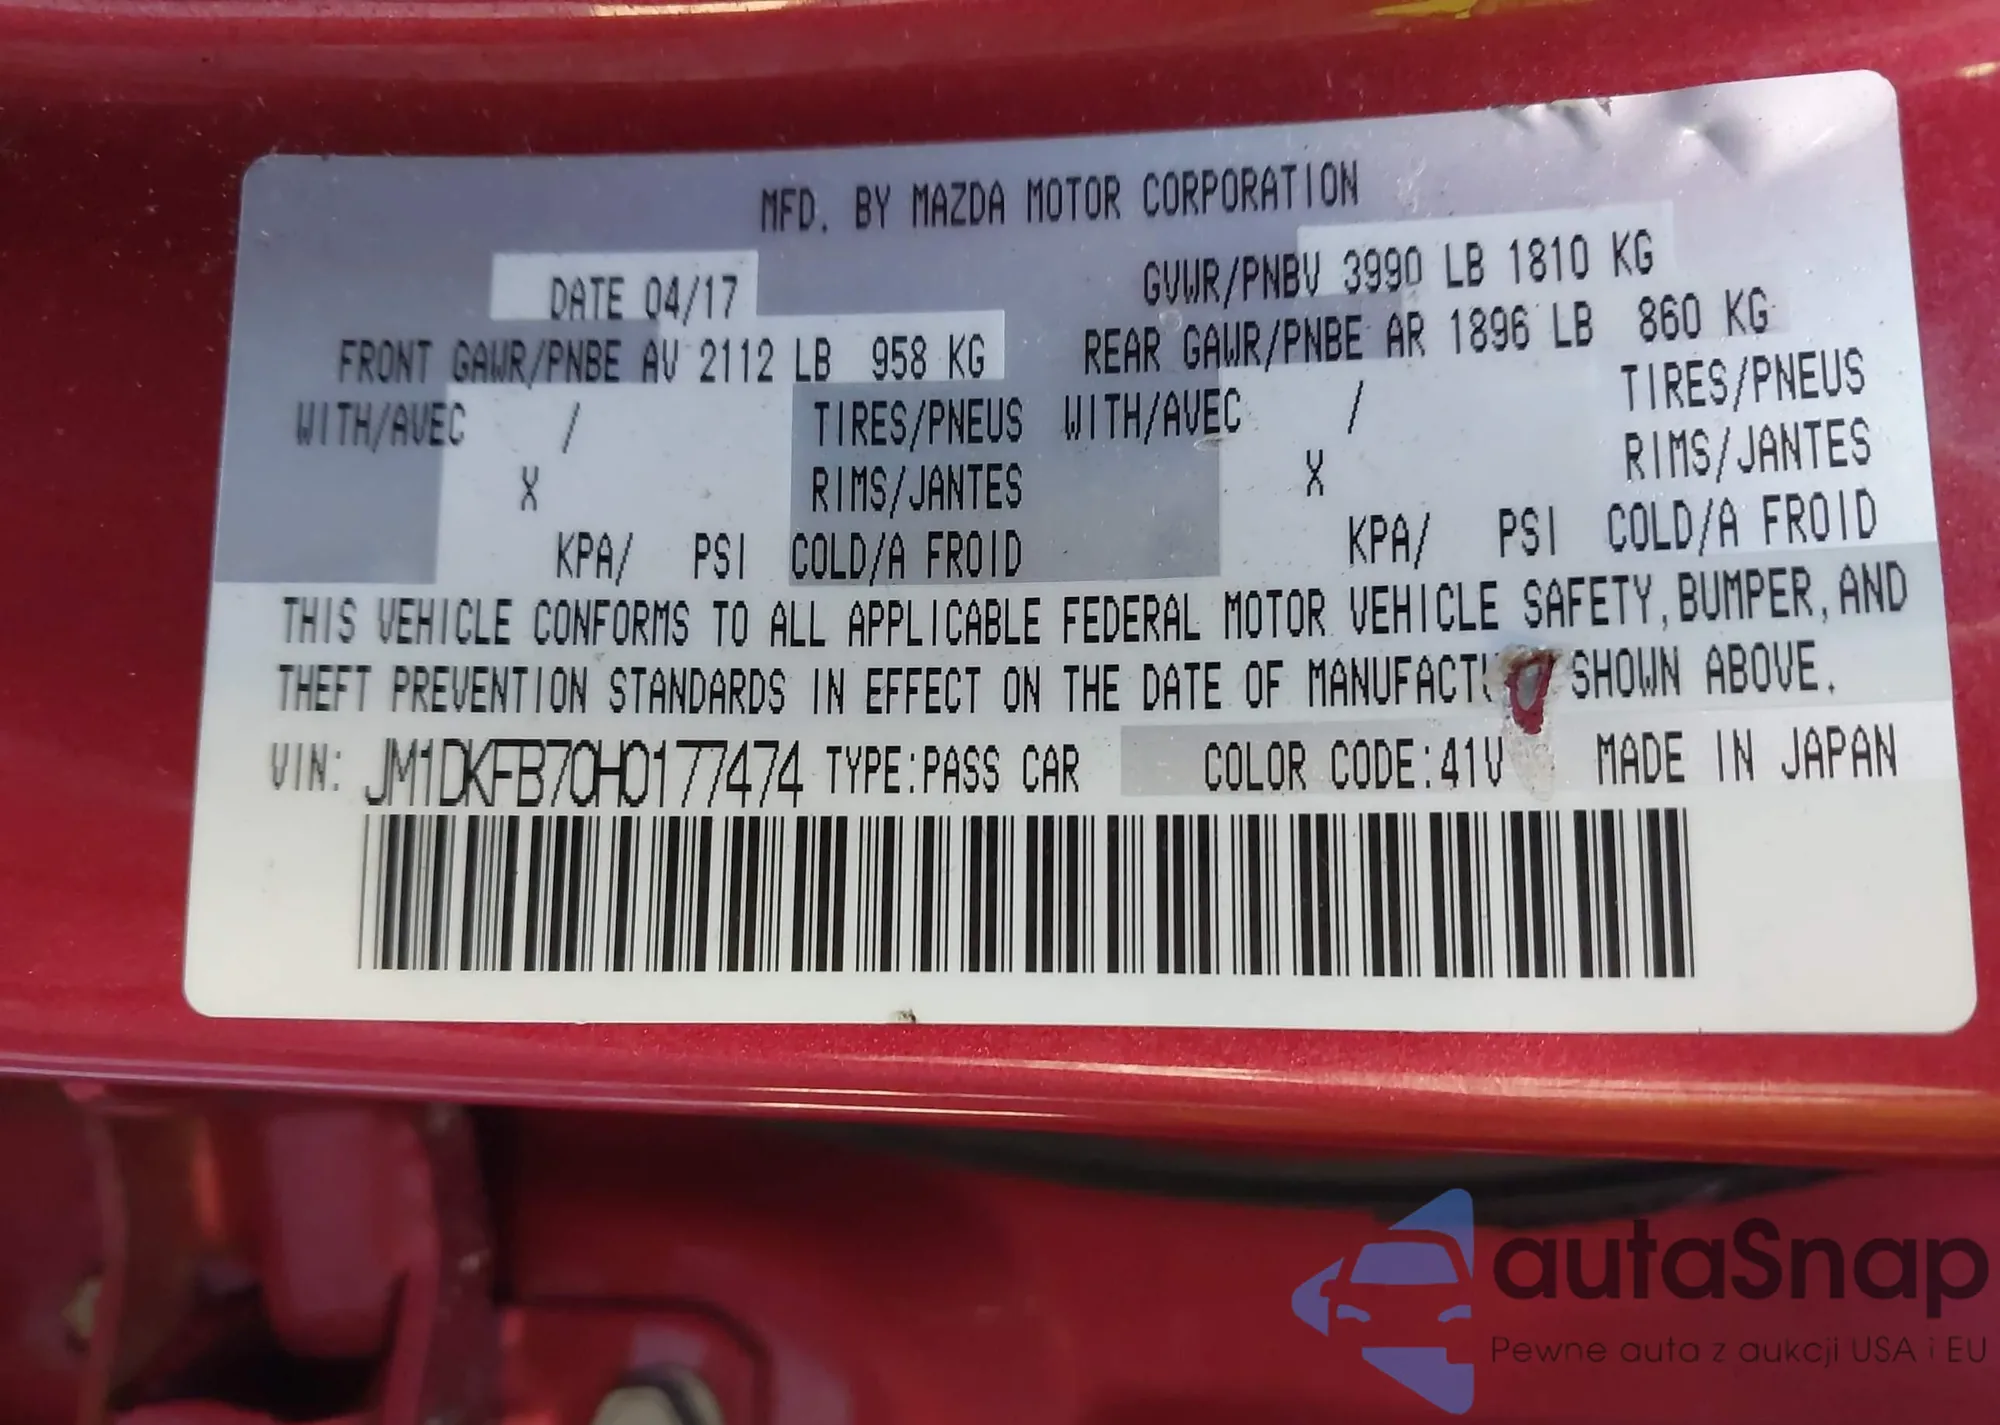 MFD. BY MAZDA MOTOR CORPORATION
DATE 04/17 GVWR/PNBV 3990 LB 1810 KG
FRONT GAWR/PNBE AV 2112 LB 958 KG REAR GAWR/PNBE AR 1896 LB 860 KG
WITH/AVEC / TIRES/PNEUS WITH/AVEC / TIRES/PNEUS
X RIMS/JANTES X RIMS/JANTES
KPA/ PSI COLD/A FROID KPA/ PSI COLD/A FROID
THIS VEHICLE CONFORMS TO ALL APPLICABLE FEDERAL MOTOR VEHICLE SAFETY, BUMPER, AND
THEFT PREVENTION STANDARDS IN EFFECT ON THE DATE OF SHOWN ABOVE.
VIN: JM1DKFB70H0177474 TYPE:PASS CAR COLOR CODE:41V MADE IN JAPAN
autaSnap
Pewne auta z aukcji USA i EU